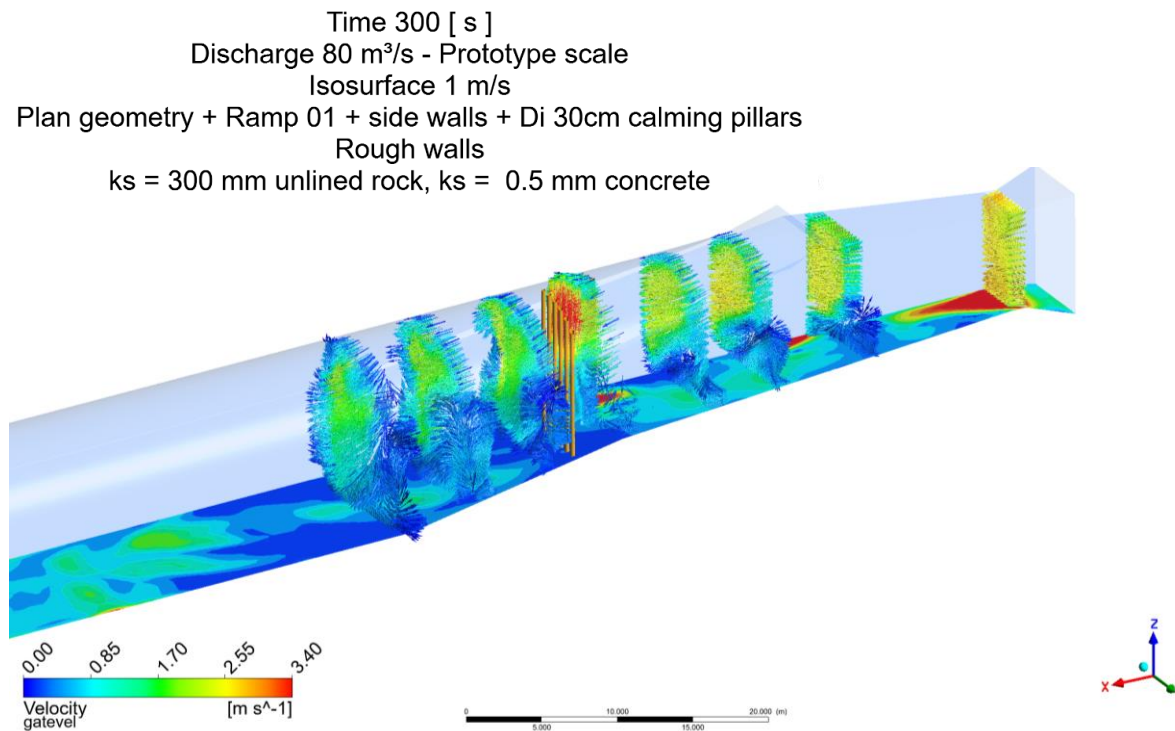 Time 300 [ s ]
Discharge 80 m³/s - Prototype scale
Isosurface 1 m/s
Plan geometry + Ramp 01 + side walls + Di 30cm calming pillars
Rough walls
ks = 300 mm unlined rock, ks =  0.5 mm concrete
0.00 0.85 1.70 2.55 3.40
Velocity [m s^-1]
gatevel
0 10.000 20.000 (m)
5.000 15.000
Z
X